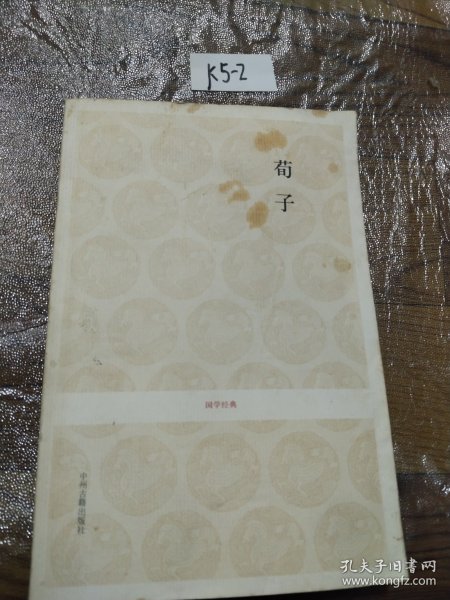 K5-2
荀子
国学经典
中州古籍出版社
孔夫子旧书网
www.kongfz.com